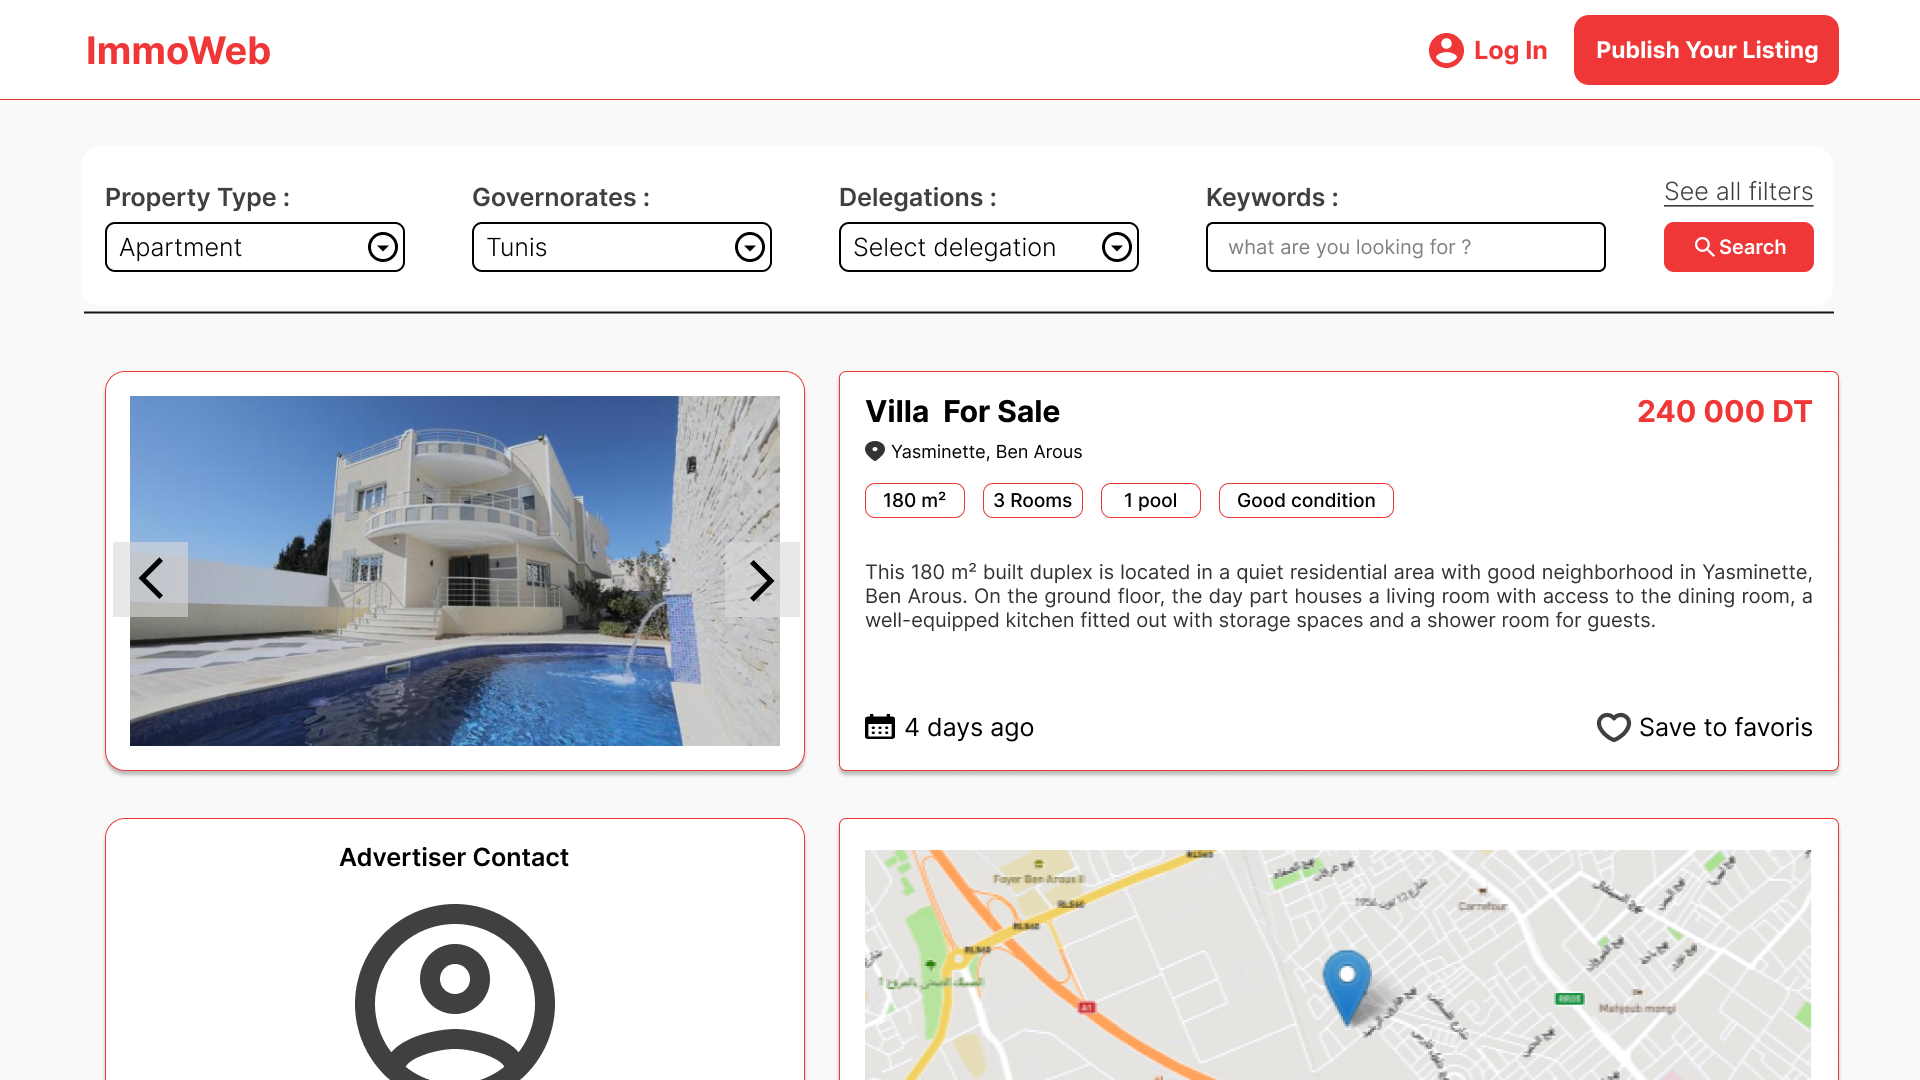 ImmoWeb
Log In
Publish Your Listing
Property Type :
Governorates :
Delegations :
Keywords :
See all filters
Apartment
Tunis
Select delegation
what are you looking for ?
Search
Villa For Sale
240 000 DT
Yasminette, Ben Arous
180 m²
3 Rooms
1 pool
Good condition
This 180 m² built duplex is located in a quiet residential area with good neighborhood in Yasminette,
Ben Arous. On the ground floor, the day part houses a living room with access to the dining room, a
well-equipped kitchen fitted out with storage spaces and a shower room for guests.
4 days ago
Save to favoris
Advertiser Contact
RL560
Foyer Ben Arous II
RL560
RL560
RL560
Carrefour
A1
Mahjoub mongi